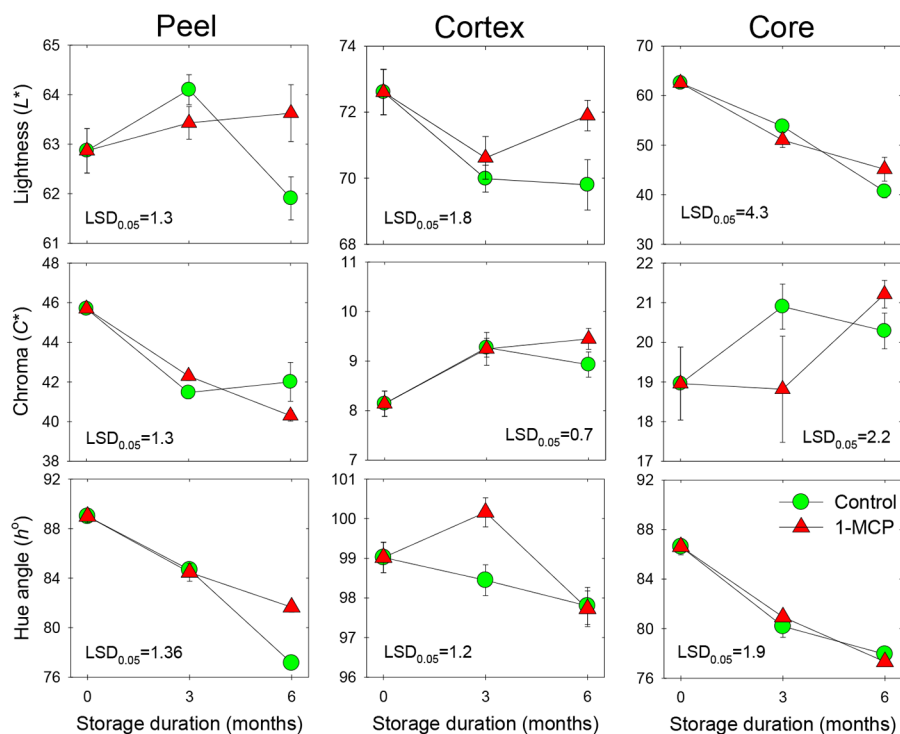 Peel
Cortex
Core
Lightness (L*)
65
64
63
62
61
LSD0.05=1.3
74
72
70
68
LSD0.05=1.8
70
60
50
40
30
LSD0.05=4.3
Chroma (C*)
48
46
44
42
40
38
LSD0.05=1.3
11
10
9
8
7
LSD0.05=0.7
22
21
20
19
18
17
LSD0.05=2.2
Hue angle (h°)
92
88
84
80
76
LSD0.05=1.36
0
3
6
Storage duration (months)
101
100
99
98
97
96
LSD0.05=1.2
0
3
6
Storage duration (months)
92
88
84
80
76
Control
1-MCP
LSD0.05=1.9
0
3
6
Storage duration (months)